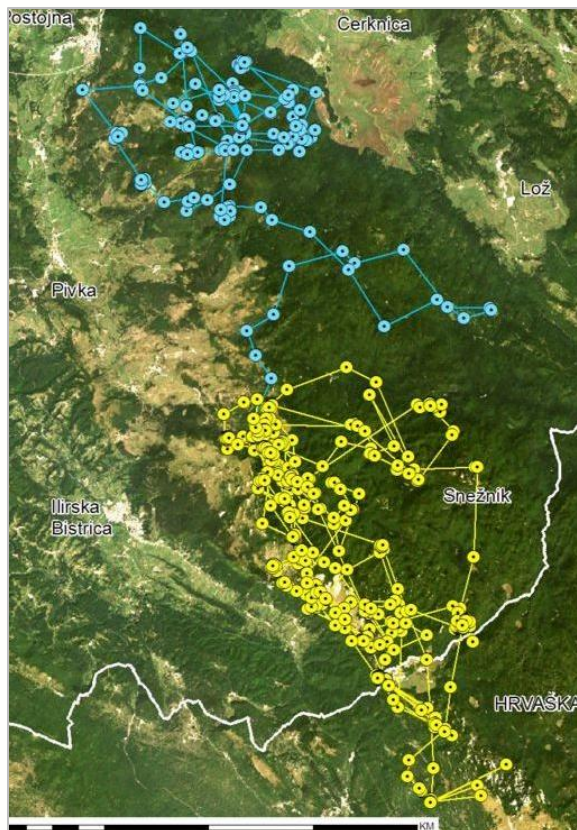 Postojna
Cerknica
Lož
Pivka
Snežnik
Ilirska
Bistrica
HRVAŠKA
KM